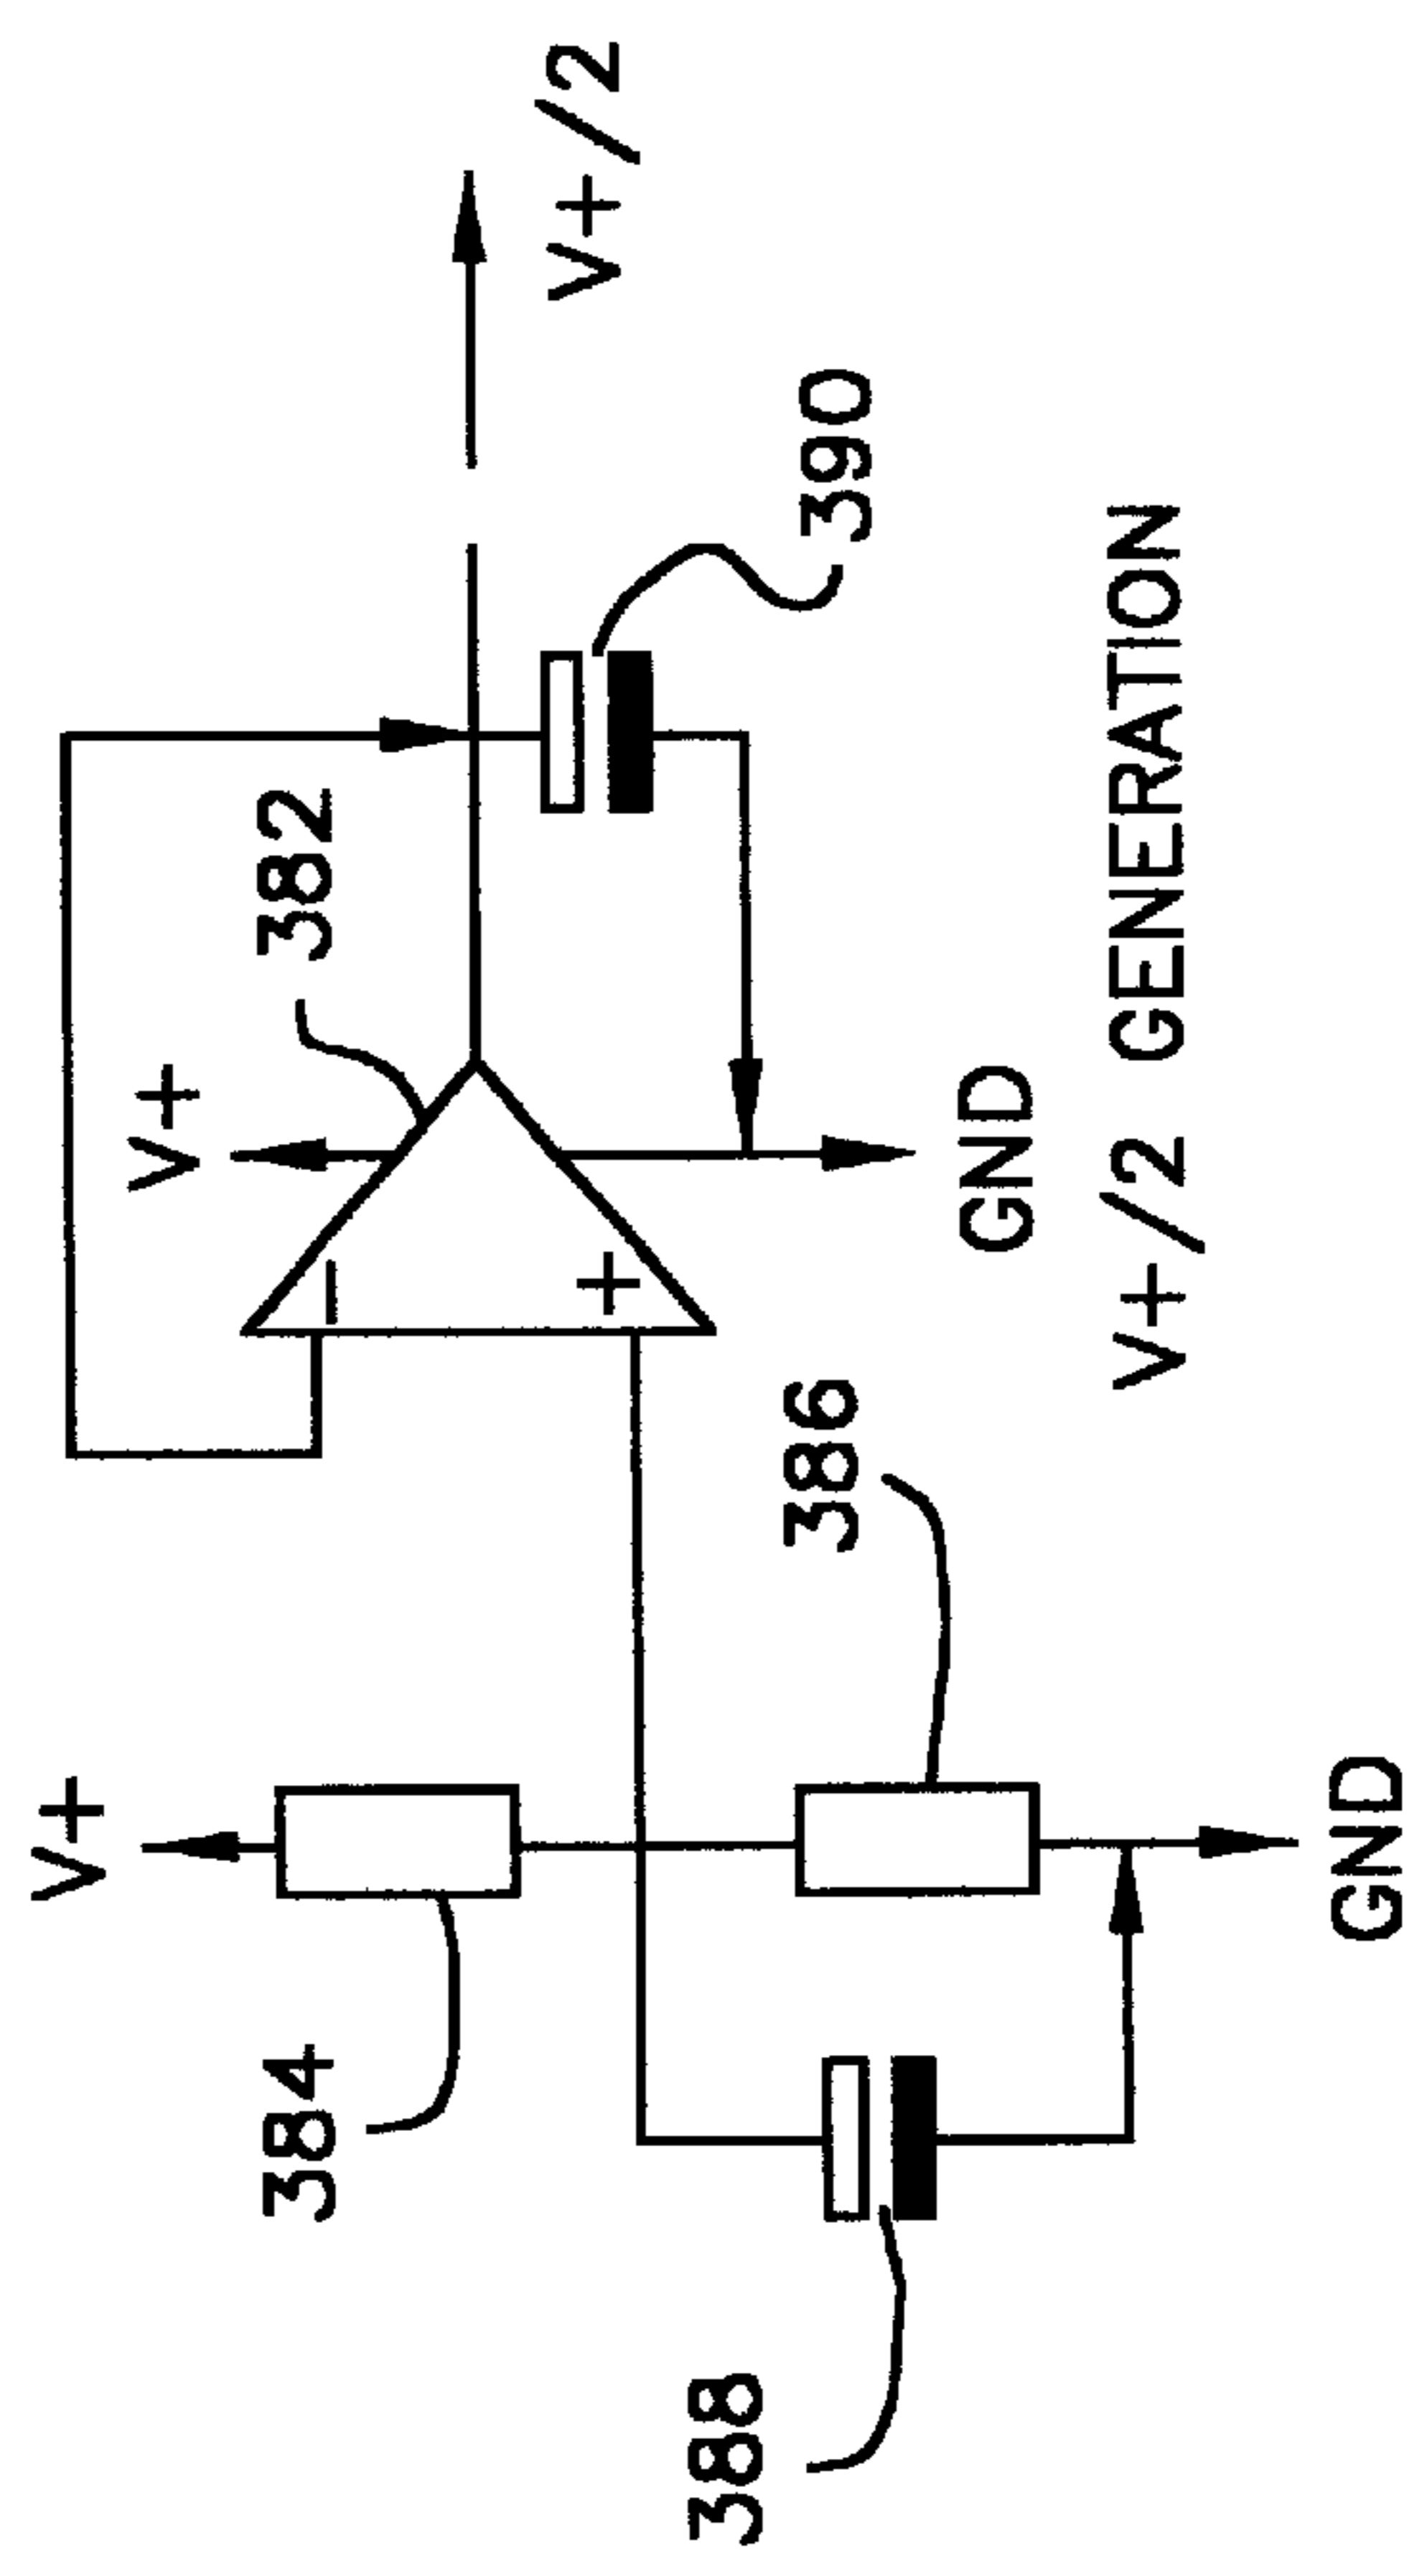 V+
384
388
386
GND
V+
382
-
+
GND
390
V+/2
V+/2 GENERATION